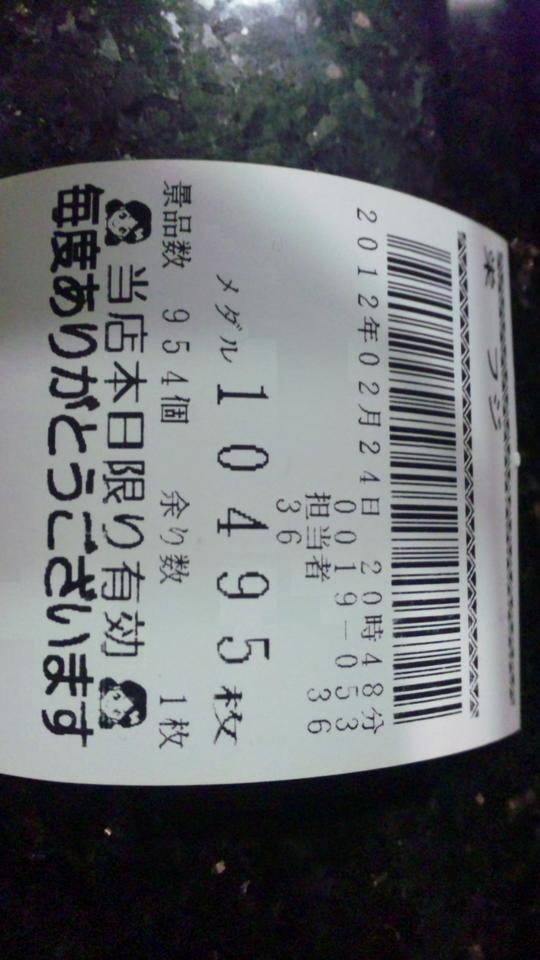 2012年02月24日 20時48分
0019-053
担当者 36
36
メダル 10495枚
景品数 954個 余り数 1枚
当店本日限り有効
毎度ありがとうございます